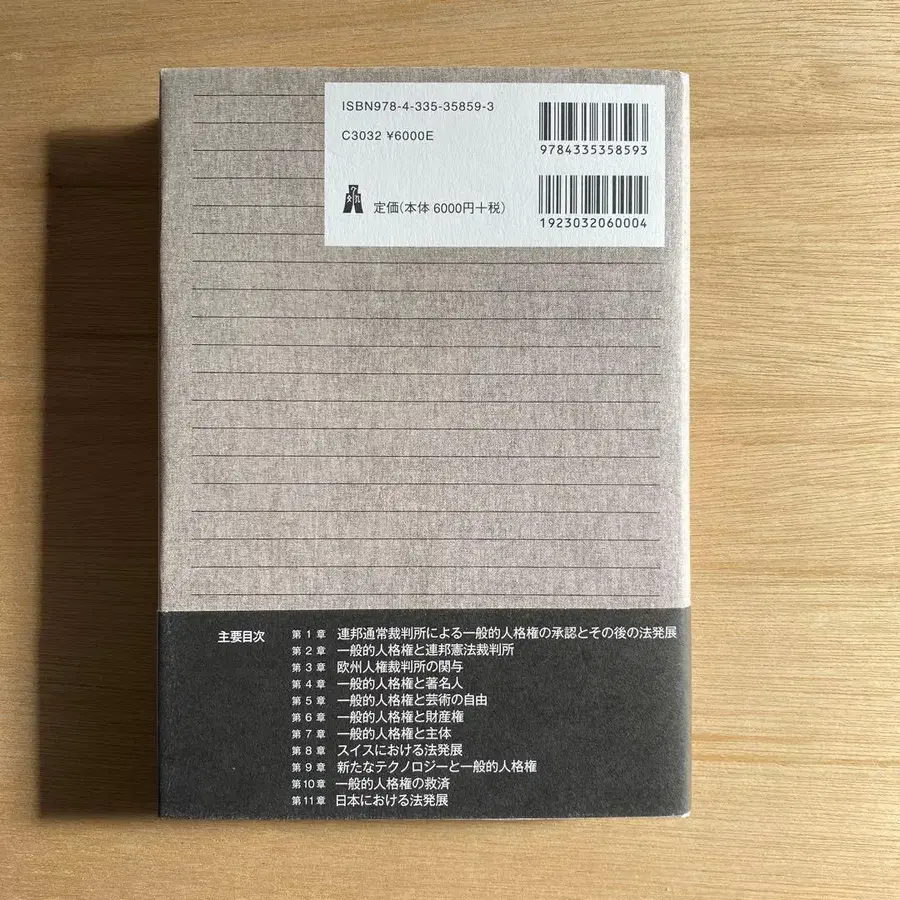 ISBN978-4-335-35859-3
C3032 ¥6000E
9784335358593
定価(本体 6000円+税)
1923032060004
主要目次
第1章 連邦通常裁判所による一般的人格権の承認とその後の法発展
第2章 一般的人格権と連邦憲法裁判所
第3章 欧州人権裁判所の関与
第4章 一般的人格権と著名人
第5章 一般的人格権と芸術の自由
第6章 一般的人格権と財産権
第7章 一般的人格権と主体
第8章 スイスにおける法発展
第9章 新たなテクノロジーと一般的人格権
第10章 一般的人格権の救済
第11章 日本における法発展